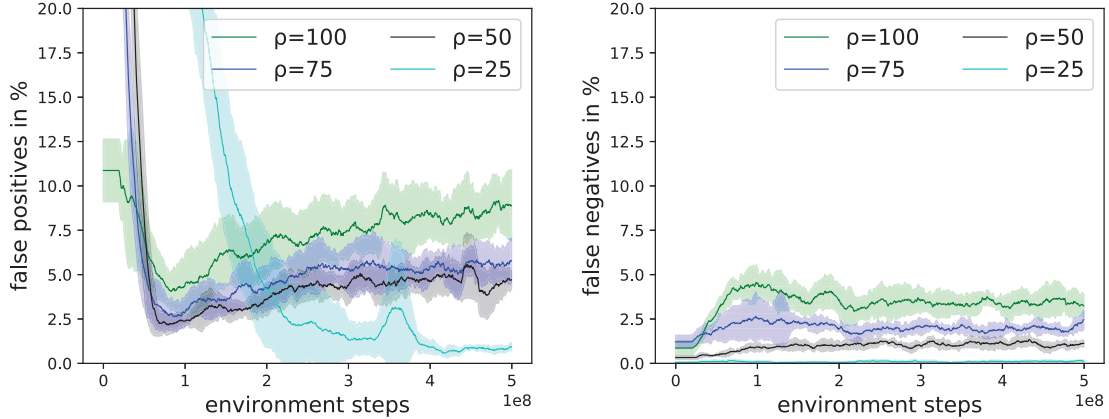 20.0
17.5
15.0
12.5
10.0
7.5
5.0
2.5
0.0
false positives in %
ρ=100 ρ=50
ρ=75 ρ=25
0 1 2 3 4 5
1e8
environment steps
20.0
17.5
15.0
12.5
10.0
7.5
5.0
2.5
0.0
false negatives in %
ρ=100 ρ=50
ρ=75 ρ=25
0 1 2 3 4 5
1e8
environment steps